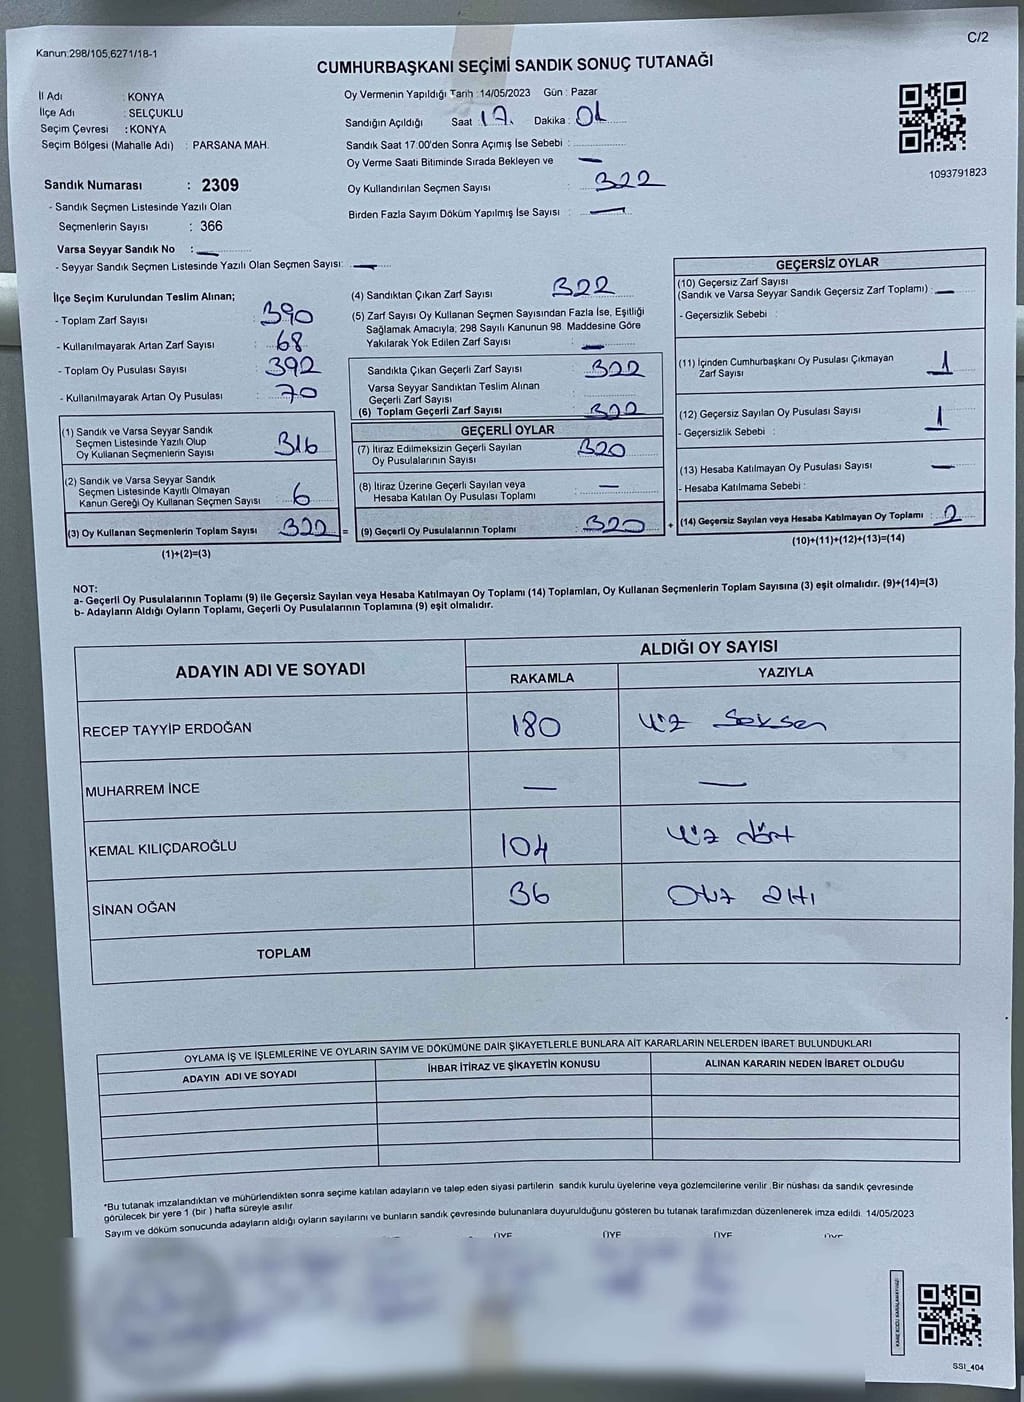 Kanun:298/105,6271/18-1
C/2
CUMHURBAŞKANI SEÇİMİ SANDIK SONUÇ TUTANAĞI
İl Adı : KONYA
İlçe Adı : SELÇUKLU
Seçim Çevresi : KONYA
Seçim Bölgesi (Mahalle Adı) : PARSANA MAH.
Sandık Numarası : 2309
- Sandık Seçmen Listesinde Yazılı Olan
Seçmenlerin Sayısı : 366
Varsa Seyyar Sandık No : —
- Seyyar Sandık Seçmen Listesinde Yazılı Olan Seçmen Sayısı: —
Oy Vermenin Yapıldığı Tarih :14/05/2023 Gün : Pazar
Sandığın Açıldığı Saat 17. Dakika :
Sandık Saat 17:00'den Sonra Açımış İse Sebebi :
Oy Verme Saati Bitiminde Sırada Bekleyen ve —
Oy Kullandırılan Seçmen Sayısı : 322
Birden Fazla Sayım Döküm Yapılmış İse Sayısı : —
1093791823
İlçe Seçim Kurulundan Teslim Alınan;
- Toplam Zarf Sayısı : 390
- Kullanılmayarak Artan Zarf Sayısı : 68
- Toplam Oy Pusulası Sayısı : 392
- Kullanılmayarak Artan Oy Pusulası : 70
(1) Sandık ve Varsa Seyyar Sandık
Seçmen Listesinde Yazılı Olup
Oy Kullanan Seçmenlerin Sayısı 316
(2) Sandık ve Varsa Seyyar Sandık
Seçmen Listesinde Kayıtlı Olmayan
Kanun Gereği Oy Kullanan Seçmen Sayısı 6
(3) Oy Kullanan Seçmenlerin Toplam Sayısı 322 =
(1)+(2)=(3)
(4) Sandıktan Çıkan Zarf Sayısı 322
(5) Zarf Sayısı Oy Kullanan Seçmen Sayısından Fazla İse, Eşitliği
Sağlamak Amacıyla; 298 Sayılı Kanunun 98. Maddesine Göre
Yakılarak Yok Edilen Zarf Sayısı : —
Sandıkta Çıkan Geçerli Zarf Sayısı : 322
Varsa Seyyar Sandıktan Teslim Alınan
Geçerli Zarf Sayısı :
(6) Toplam Geçerli Zarf Sayısı : 322
GEÇERLİ OYLAR
(7) İtiraz Edilmeksizin Geçerli Sayılan
Oy Pusulalarının Sayısı : 320
(8) İtiraz Üzerine Geçerli Sayılan veya
Hesaba Katılan Oy Pusulası Toplamı : —
(9) Geçerli Oy Pusulalarının Toplamı : 320 +
GEÇERSİZ OYLAR
(10) Geçersiz Zarf Sayısı
(Sandık ve Varsa Seyyar Sandık Geçersiz Zarf Toplamı) : —
- Geçersizlik Sebebi :
(11) İçinden Cumhurbaşkanı Oy Pusulası Çıkmayan
Zarf Sayısı : 1
(12) Geçersiz Sayılan Oy Pusulası Sayısı : 1
- Geçersizlik Sebebi :
(13) Hesaba Katılmayan Oy Pusulası Sayısı : —
- Hesaba Katılmama Sebebi :
(14) Geçersiz Sayılan veya Hesaba Katılmayan Oy Toplamı : 2
(10)+(11)+(12)+(13)=(14)
NOT:
a- Geçerli Oy Pusulalarının Toplamı (9) ile Geçersiz Sayılan veya Hesaba Katılmayan Oy Toplamı (14) Toplamları, Oy Kullanan Seçmenlerin Toplam Sayısına (3) eşit olmalıdır. (9)+(14)=(3)
b- Adayların Aldığı Oyların Toplamı, Geçerli Oy Pusulalarının Toplamına (9) eşit olmalıdır.
ADAYIN ADI VE SOYADI ALDIĞI OY SAYISI
RAKAMLA YAZIYLA
RECEP TAYYİP ERDOĞAN 180 Yüz Seksen
MUHARREM İNCE — —
KEMAL KILIÇDAROĞLU 104 Yüz dört
SİNAN OĞAN 36 Otuz altı
TOPLAM
OYLAMA İŞ VE İŞLEMLERİNE VE OYLARIN SAYIM VE DÖKÜMÜNE DAİR ŞİKAYETLERLE BUNLARA AİT KARARLARIN NELERDEN İBARET BULUNDUKLARI
ADAYIN ADI VE SOYADI İHBAR İTİRAZ VE ŞİKAYETİN KONUSU ALINAN KARARIN NEDEN İBARET OLDUĞU
*Bu tutanak imzalandıktan ve mühürlendikten sonra seçime katılan adayların ve talep eden siyasi partilerin sandık kurulu üyelerine veya gözlemcilerine verilir. Bir nüshası da sandık çevresinde
görülecek bir yere 1 (bir) hafta süreyle asılır.
Sayım ve döküm sonucunda adayların aldığı oyların sayılarını ve bunların sandık çevresinde bulunanlara duyurulduğunu gösteren bu tutanak tarafımızdan düzenlenerek imza edildi. 14/05/2023
ÜYE ÜYE ÜYE ÜYE
KARE KODU KARALAMAYINIZ!
SSI_404